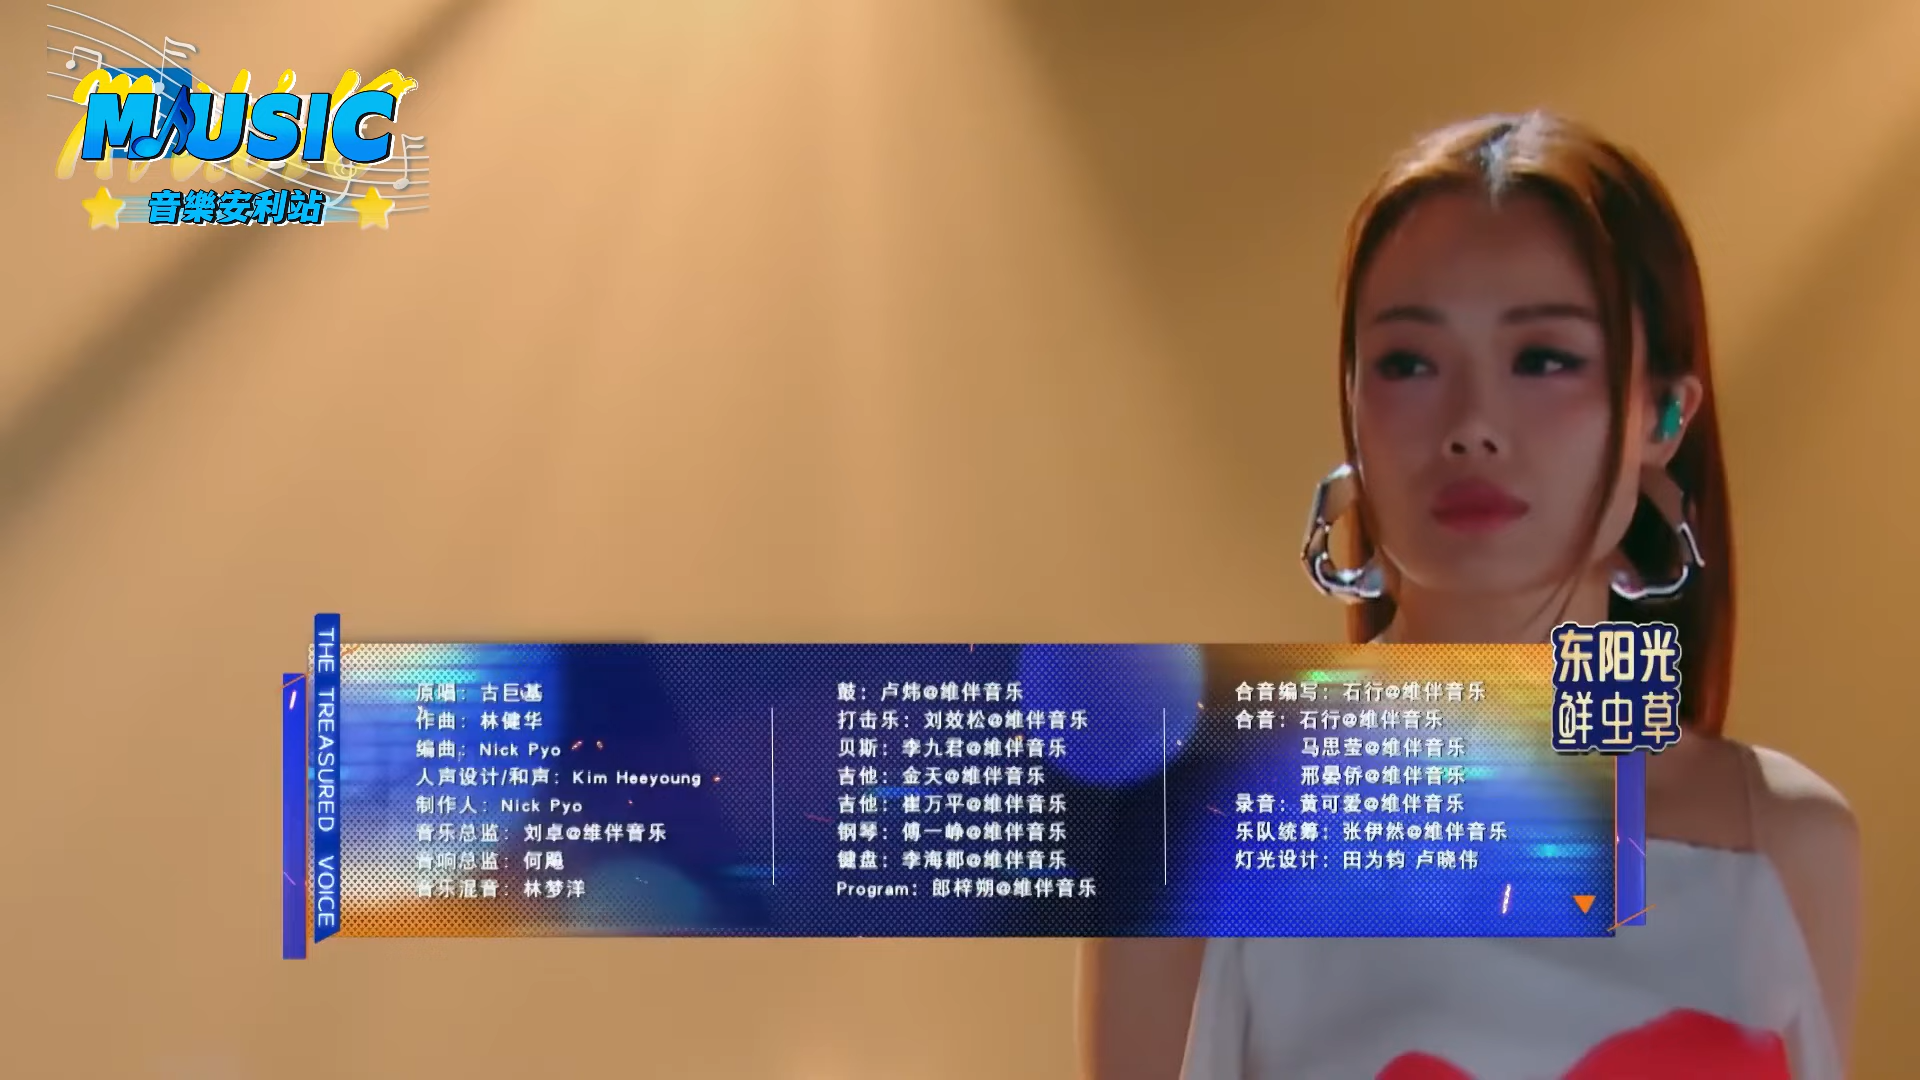 MUSIC
音樂安利站
THE TREASURED VOICE
原唱：古巨基
作曲：林健华
编曲：Nick Pyo
人声设计/和声：Kim Heeyoung
制作人：Nick Pyo
音乐总监：刘卓@维伴音乐
音响总监：何飚
音乐混音：林梦洋
鼓：卢炜@维伴音乐
打击乐：刘效松@维伴音乐
贝斯：李九君@维伴音乐
吉他：金天@维伴音乐
吉他：崔万平@维伴音乐
钢琴：傅一峥@维伴音乐
键盘：李海郡@维伴音乐
Program：郎梓朔@维伴音乐
合音编写：石行@维伴音乐
合音：石行@维伴音乐
马思莹@维伴音乐
邢晏侨@维伴音乐
录音：黄可爱@维伴音乐
乐队统筹：张伊然@维伴音乐
灯光设计：田为钧 卢晓伟
东阳光
鲜虫草